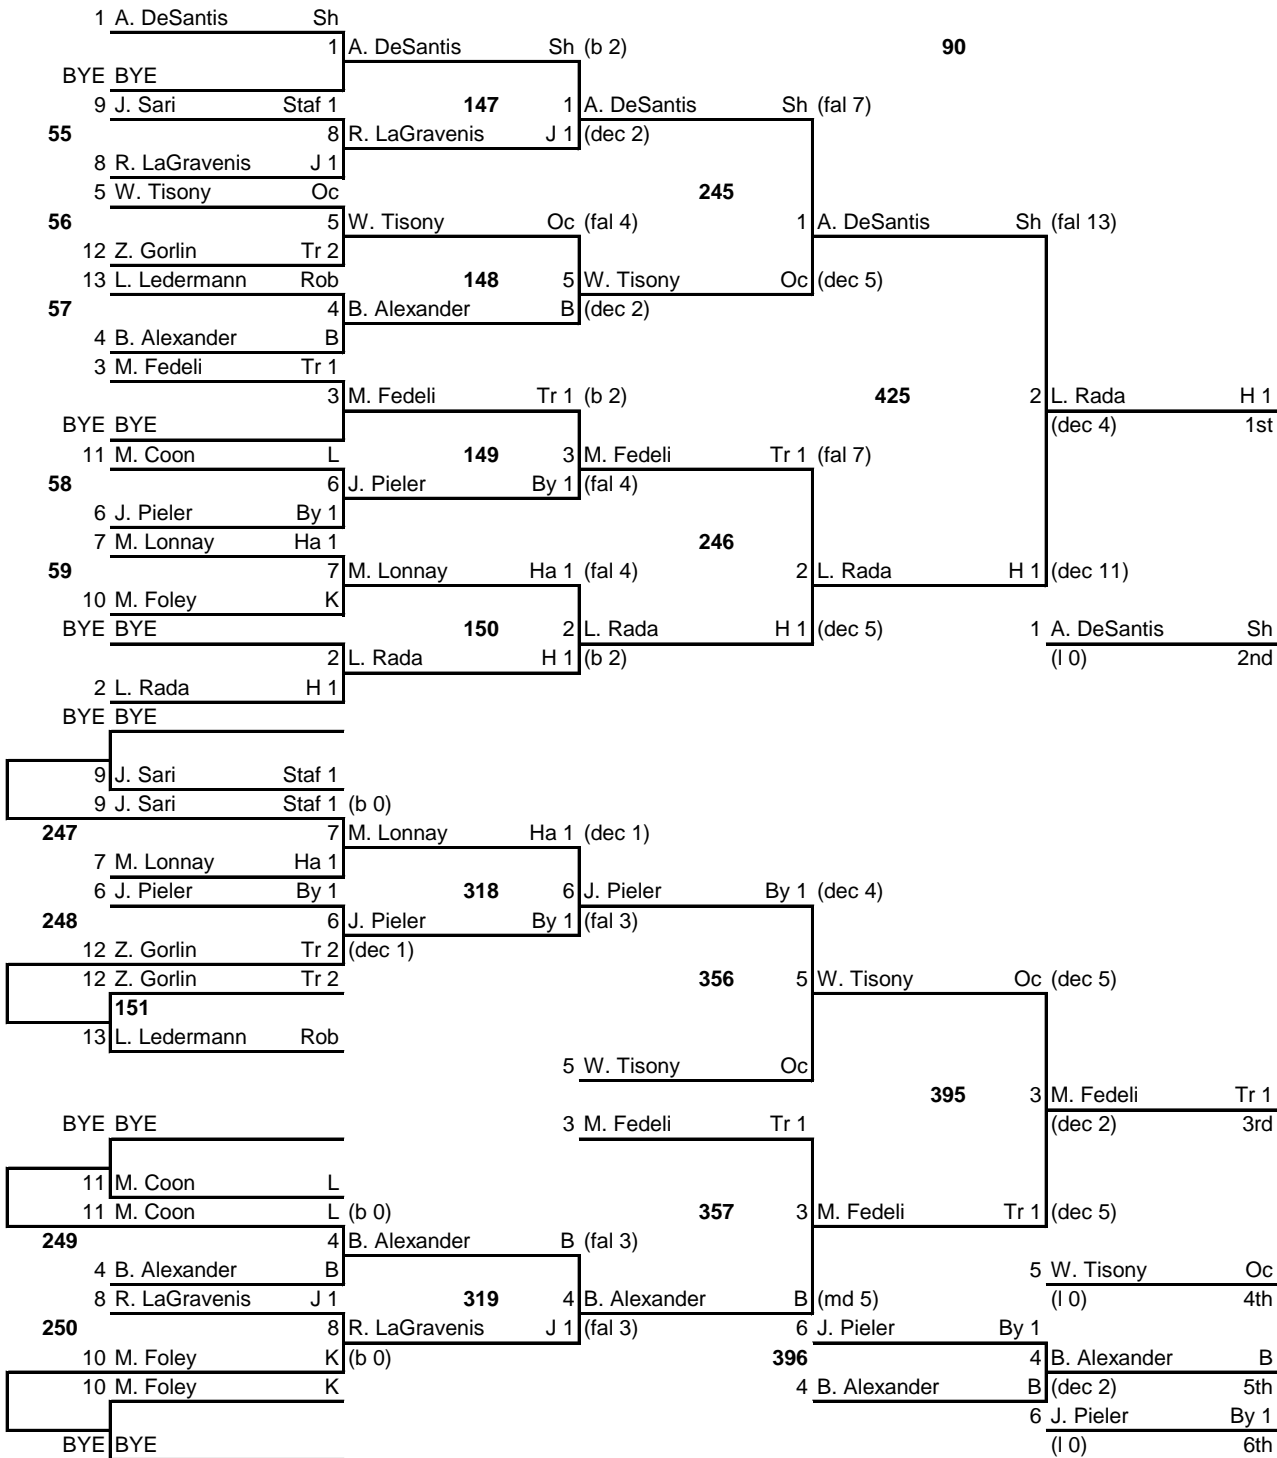 1 A. DeSantis Sh
1 A. DeSantis Sh (b 2) 90
BYE BYE
9 J. Sari Staf 1 147 1 A. DeSantis Sh (fal 7)
55 8 R. LaGravenis J 1 (dec 2)
8 R. LaGravenis J 1
5 W. Tisony Oc 245
56 5 W. Tisony Oc (fal 4) 1 A. DeSantis Sh (fal 13)
12 Z. Gorlin Tr 2
13 L. Ledermann Rob 148 5 W. Tisony Oc (dec 5)
57 4 B. Alexander B (dec 2)
4 B. Alexander B
3 M. Fedeli Tr 1
3 M. Fedeli Tr 1 (b 2) 425 2 L. Rada H 1
BYE BYE (dec 4) 1st
11 M. Coon L 149 3 M. Fedeli Tr 1 (fal 7)
58 6 J. Pieler By 1 (fal 4)
6 J. Pieler By 1
7 M. Lonnay Ha 1 246
59 7 M. Lonnay Ha 1 (fal 4) 2 L. Rada H 1 (dec 11)
10 M. Foley K
BYE BYE 150 2 L. Rada H 1 (dec 5) 1 A. DeSantis Sh
2 L. Rada H 1 (b 2) (l 0) 2nd
2 L. Rada H 1
BYE BYE
9 J. Sari Staf 1
9 J. Sari Staf 1 (b 0)
247 7 M. Lonnay Ha 1 (dec 1)
7 M. Lonnay Ha 1
6 J. Pieler By 1 318 6 J. Pieler By 1 (dec 4)
248 6 J. Pieler By 1 (fal 3)
12 Z. Gorlin Tr 2 (dec 1)
12 Z. Gorlin Tr 2 356 5 W. Tisony Oc (dec 5)
151
13 L. Ledermann Rob
5 W. Tisony Oc
395 3 M. Fedeli Tr 1
BYE BYE 3 M. Fedeli Tr 1 (dec 2) 3rd
11 M. Coon L
11 M. Coon L (b 0) 357 3 M. Fedeli Tr 1 (dec 5)
249 4 B. Alexander B (fal 3)
4 B. Alexander B 5 W. Tisony Oc
8 R. LaGravenis J 1 319 4 B. Alexander B (md 5) (l 0) 4th
250 8 R. LaGravenis J 1 (fal 3) 6 J. Pieler By 1
10 M. Foley K (b 0) 396 4 B. Alexander B
10 M. Foley K 4 B. Alexander B (dec 2) 5th
6 J. Pieler By 1
BYE BYE (l 0) 6th